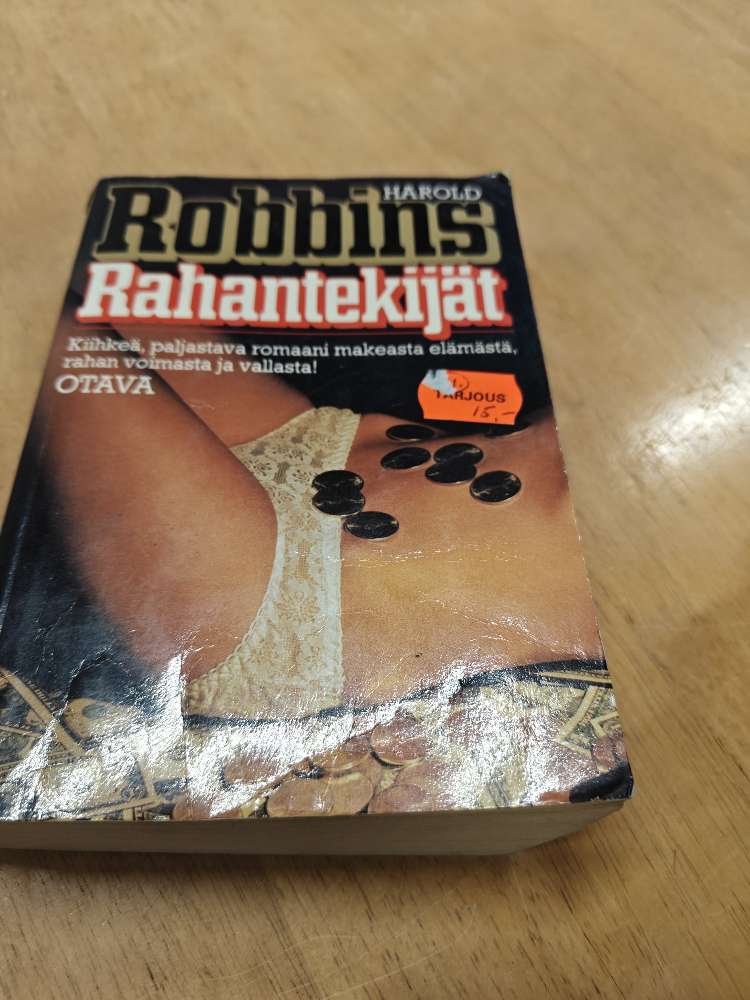 HAROLD
Robbins
Rahantekijät
Kiihkeä, paljastava romaani makeasta elämästä,
rahan voimasta ja vallasta!
OTAVA
TARJOUS
15,-